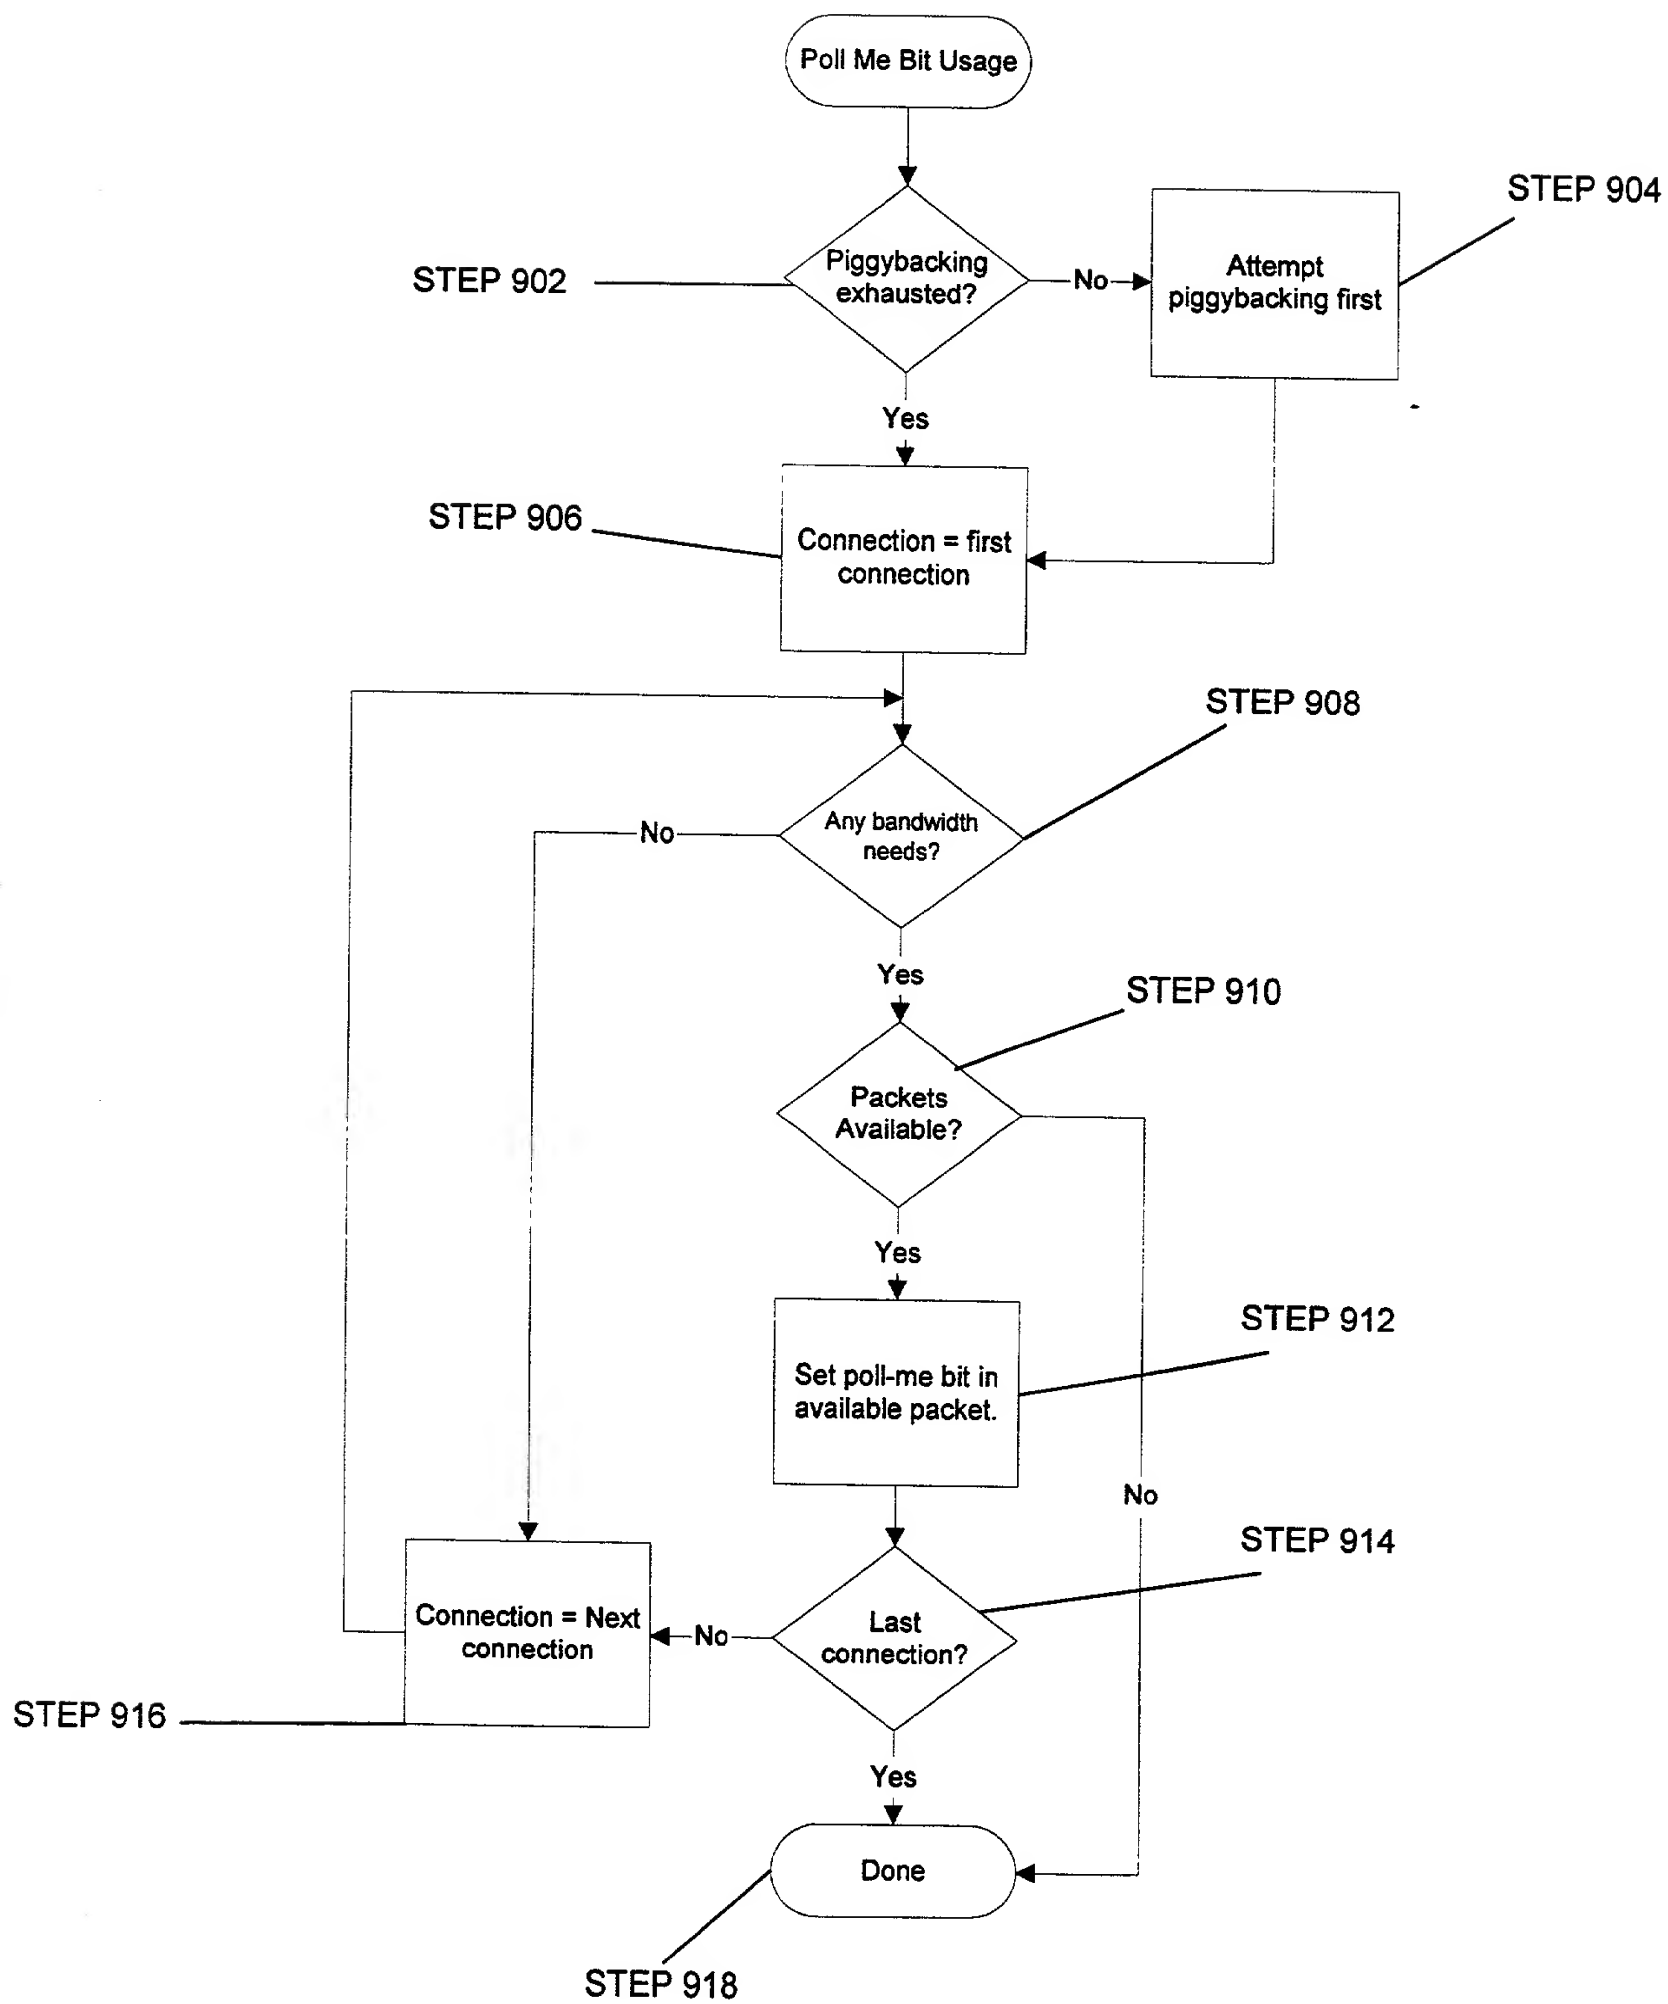 Poll Me Bit Usage
STEP 904
Piggybacking
exhausted?
STEP 902
No
Attempt
piggybacking first
Yes
STEP 906
Connection = first
connection
STEP 908
Any bandwidth
needs?
No
Yes
STEP 910
Packets
Available?
Yes
STEP 912
Set poll-me bit in
available packet.
No
STEP 914
Connection = Next
connection
No
Last
connection?
STEP 916
Yes
Done
STEP 918